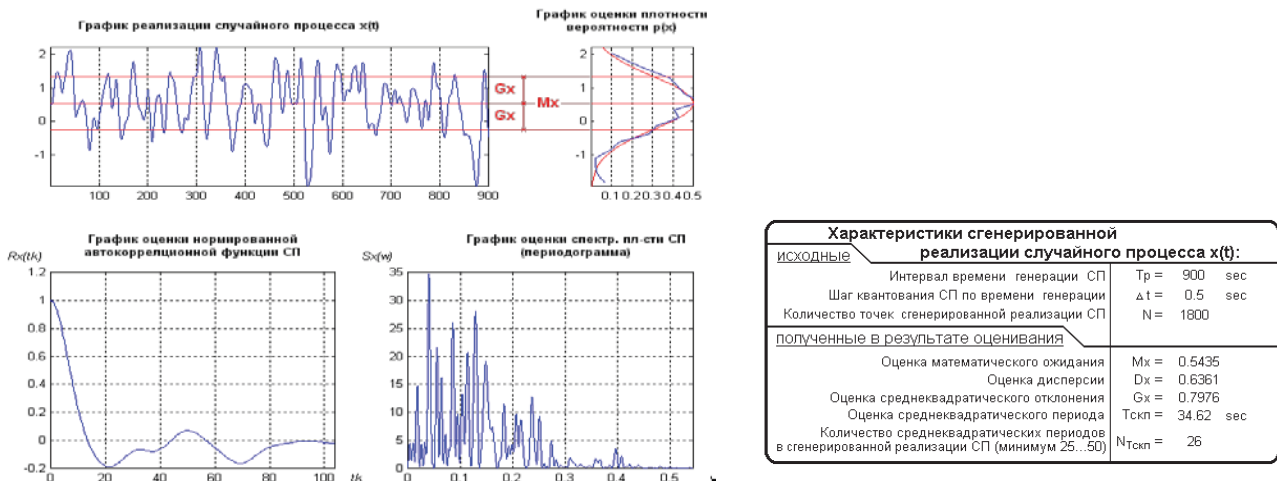 График реализации случайного процесса x(t)
2
1
0
-1
100 200 300 400 500 600 700 800 900
Gx
Mx
Gx
График оценки плотности
вероятности p(x)
2
1
0
-1
0.1 0.2 0.3 0.4 0.5
График оценки нормированной
автокоррелционной функции СП
Rx(tk)
1.2
1
0.8
0.6
0.4
0.2
0
-0.2
0 20 40 60 80 100 tk
График оценки спектр. пл-сти СП
(периодограмма)
Sx(w)
35
30
25
20
15
10
5
0
0 0.1 0.2 0.3 0.4 0.5
Характеристики сгенерированной
исходные реализации случайного процесса x(t):
Интервал времени генерации СП Tp = 900 sec
Шаг квантования СП по времени генерации Δ t = 0.5 sec
Количество точек сгенерированной реализации СП N = 1800
полученные в результате оценивания
Оценка математического ожидания Mx = 0.5435
Оценка дисперсии Dx = 0.6361
Оценка среднеквадратического отклонения Gx = 0.7976
Оценка среднеквадратического периода Tскп = 34.62 sec
Количество среднеквадратических периодов
в сгенерированной реализации СП (минимум 25...50) NTскп = 26